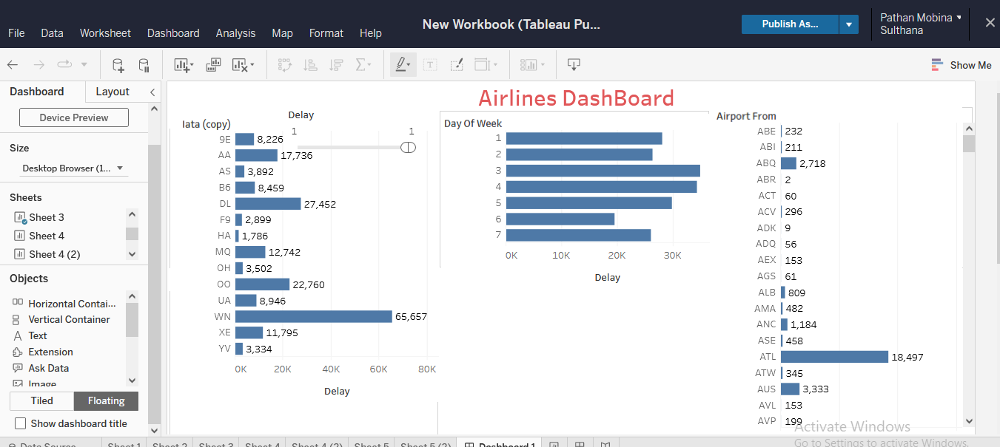 New Workbook (Tableau Pu...
Publish As...
Pathan Mobina
Sulthana
File Data Worksheet Dashboard Analysis Map Format Help
Show Me
Dashboard Layout
Device Preview
Size
Desktop Browser (1...
Sheets
Sheet 3
Sheet 4
Sheet 4 (2)
Objects
Horizontal Contai...
Vertical Container
Text
Extension
Ask Data
Image
Tiled Floating
Show dashboard title
Airlines DashBoard
Delay
1 1
Iata (copy)
9E 8,226
AA 17,736
AS 3,892
B6 8,459
DL 27,452
F9 2,899
HA 1,786
MQ 12,742
OH 3,502
OO 22,760
UA 8,946
WN 65,657
XE 11,795
YV 3,334
0K 20K 40K 60K 80K
Delay
Day Of Week
1
2
3
4
5
6
7
0K 10K 20K 30K
Delay
Airport From
ABE 232
ABI 211
ABQ 2,718
ABR 2
ACT 60
ACV 296
ADK 9
ADQ 56
AEX 153
AGS 61
ALB 809
AMA 482
ANC 1,184
ASE 458
ATL 18,497
ATW 345
AUS 3,333
AVL 153
AVP 199
Activate Windows
Go to Settings to activate Windows.
Data Source Sheet 1 Sheet 2 Sheet 3 Sheet 4 Sheet 4 (2) Sheet 5 Sheet 5 (2) Dashboard 1